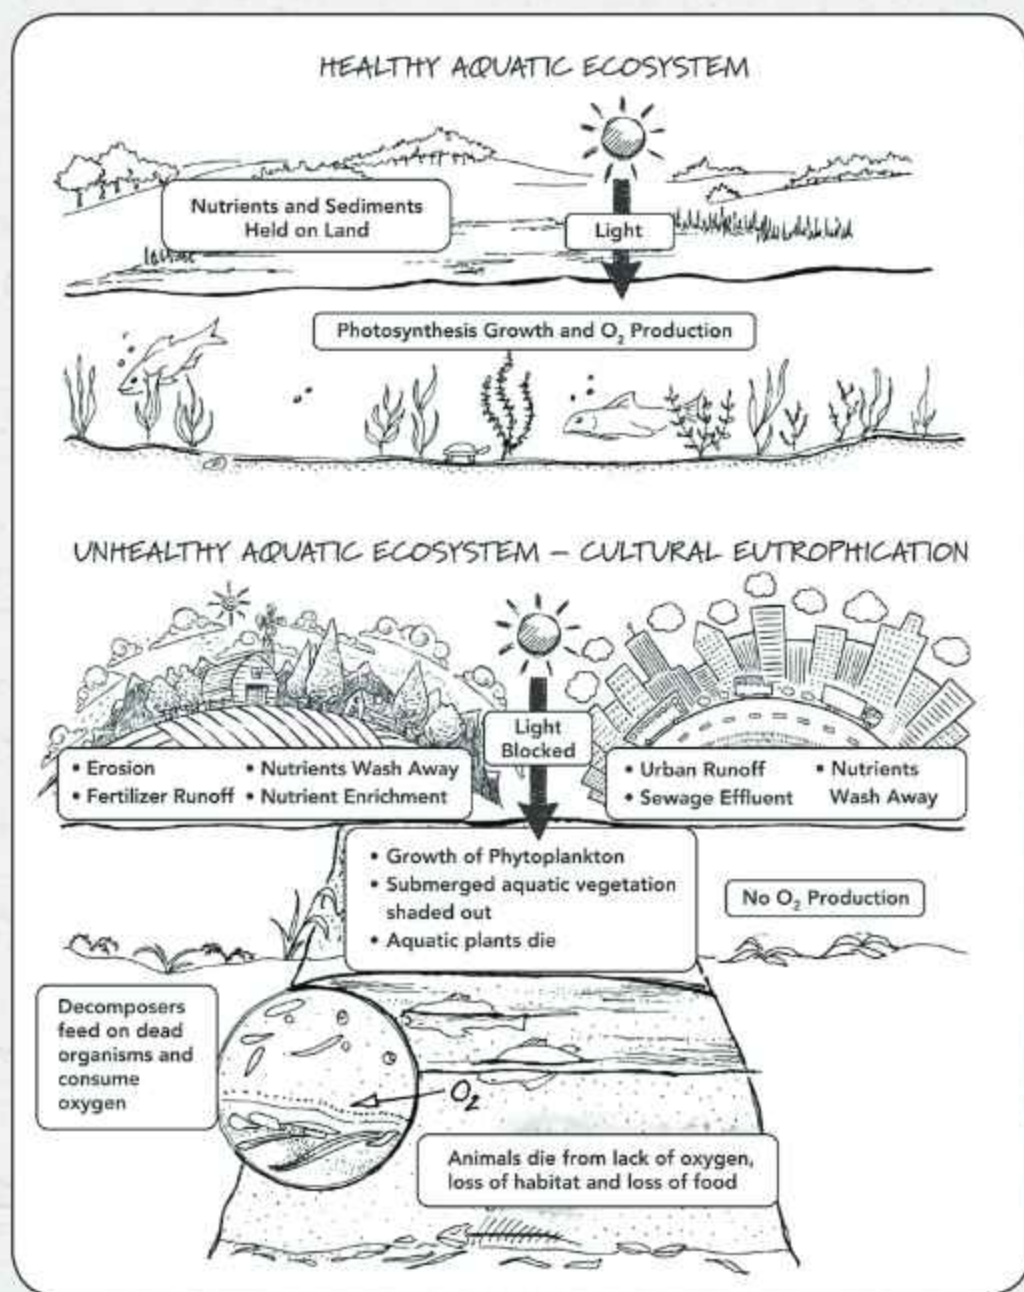 HEALTHY AQUATIC ECOSYSTEM
Nutrients and Sediments
Held on Land
Light
Photosynthesis Growth and O₂ Production
UNHEALTHY AQUATIC ECOSYSTEM – CULTURAL EUTROPHICATION
Light
Blocked
• Erosion
• Fertilizer Runoff
• Nutrients Wash Away
• Nutrient Enrichment
• Urban Runoff
• Sewage Effluent
• Nutrients
Wash Away
• Growth of Phytoplankton
• Submerged aquatic vegetation
shaded out
• Aquatic plants die
No O₂ Production
Decomposers
feed on dead
organisms and
consume
oxygen
O₂
Animals die from lack of oxygen,
loss of habitat and loss of food